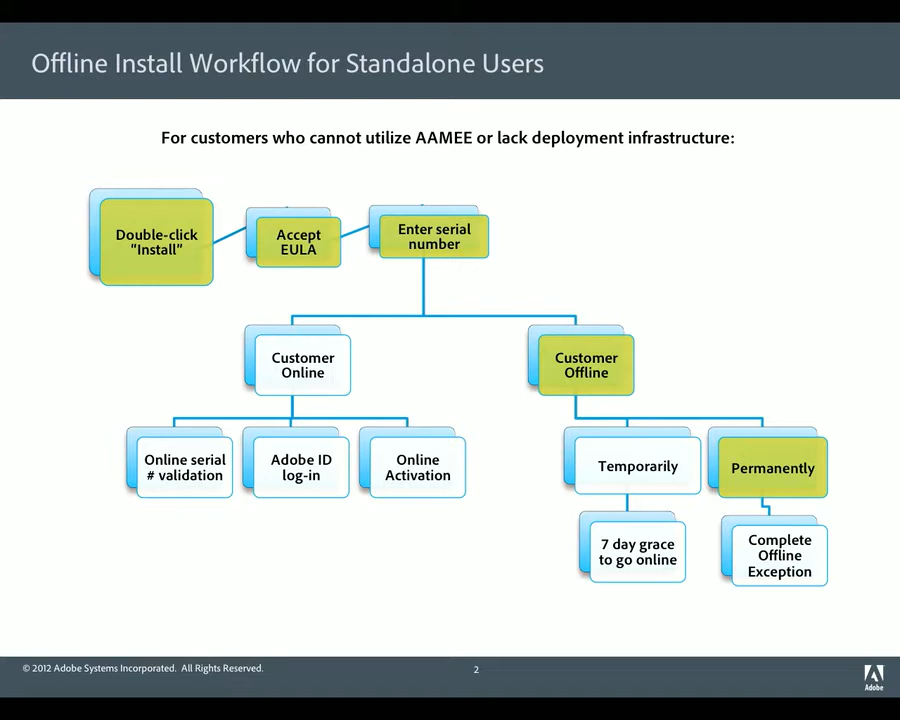 Offline Install Workflow for Standalone Users
For customers who cannot utilize AAMEE or lack deployment infrastructure:
Double-click
“Install”
Accept
EULA
Enter serial
number
Customer
Online
Customer
Offline
Online serial
# validation
Adobe ID
log-in
Online
Activation
Temporarily
Permanently
7 day grace
to go online
Complete
Offline
Exception
© 2012 Adobe Systems Incorporated. All Rights Reserved.
2
Adobe